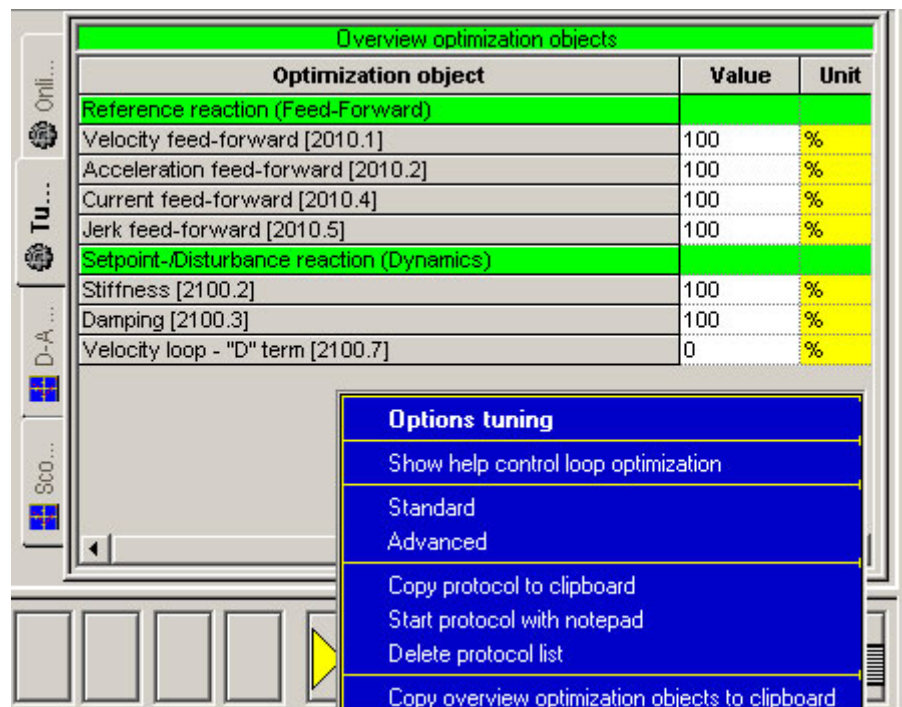 Overview optimization objects
Optimization object Value Unit
Reference reaction (Feed-Forward)
Velocity feed-forward [2010.1] 100 %
Acceleration feed-forward [2010.2] 100 %
Current feed-forward [2010.4] 100 %
Jerk feed-forward [2010.5] 100 %
Setpoint-/Disturbance reaction (Dynamics)
Stiffness [2100.2] 100 %
Damping [2100.3] 100 %
Velocity loop - "D" term [2100.7] 0 %
Onli...
Tu...
D-A ...
Sco...
Options tuning
Show help control loop optimization
Standard
Advanced
Copy protocol to clipboard
Start protocol with notepad
Delete protocol list
Copy overview optimization objects to clipboard